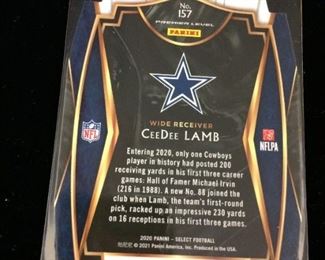 No.
157
PREMIER LEVEL
PANINI
WIDE RECEIVER
CEEDEE LAMB
NFL
NFLPA
Entering 2020, only one Cowboys
player in history had posted 200
receiving yards in his first three career
games: Hall of Famer Michael Irvin
(216 in 1988). A new No. 88 joined the
club when Lamb, the team's first-round
pick, racked up an impressive 230 yards
on 16 receptions in his first three games.
2020 PANINI - SELECT FOOTBALL
© 2021 Panini America, Inc. Produced in the USA.